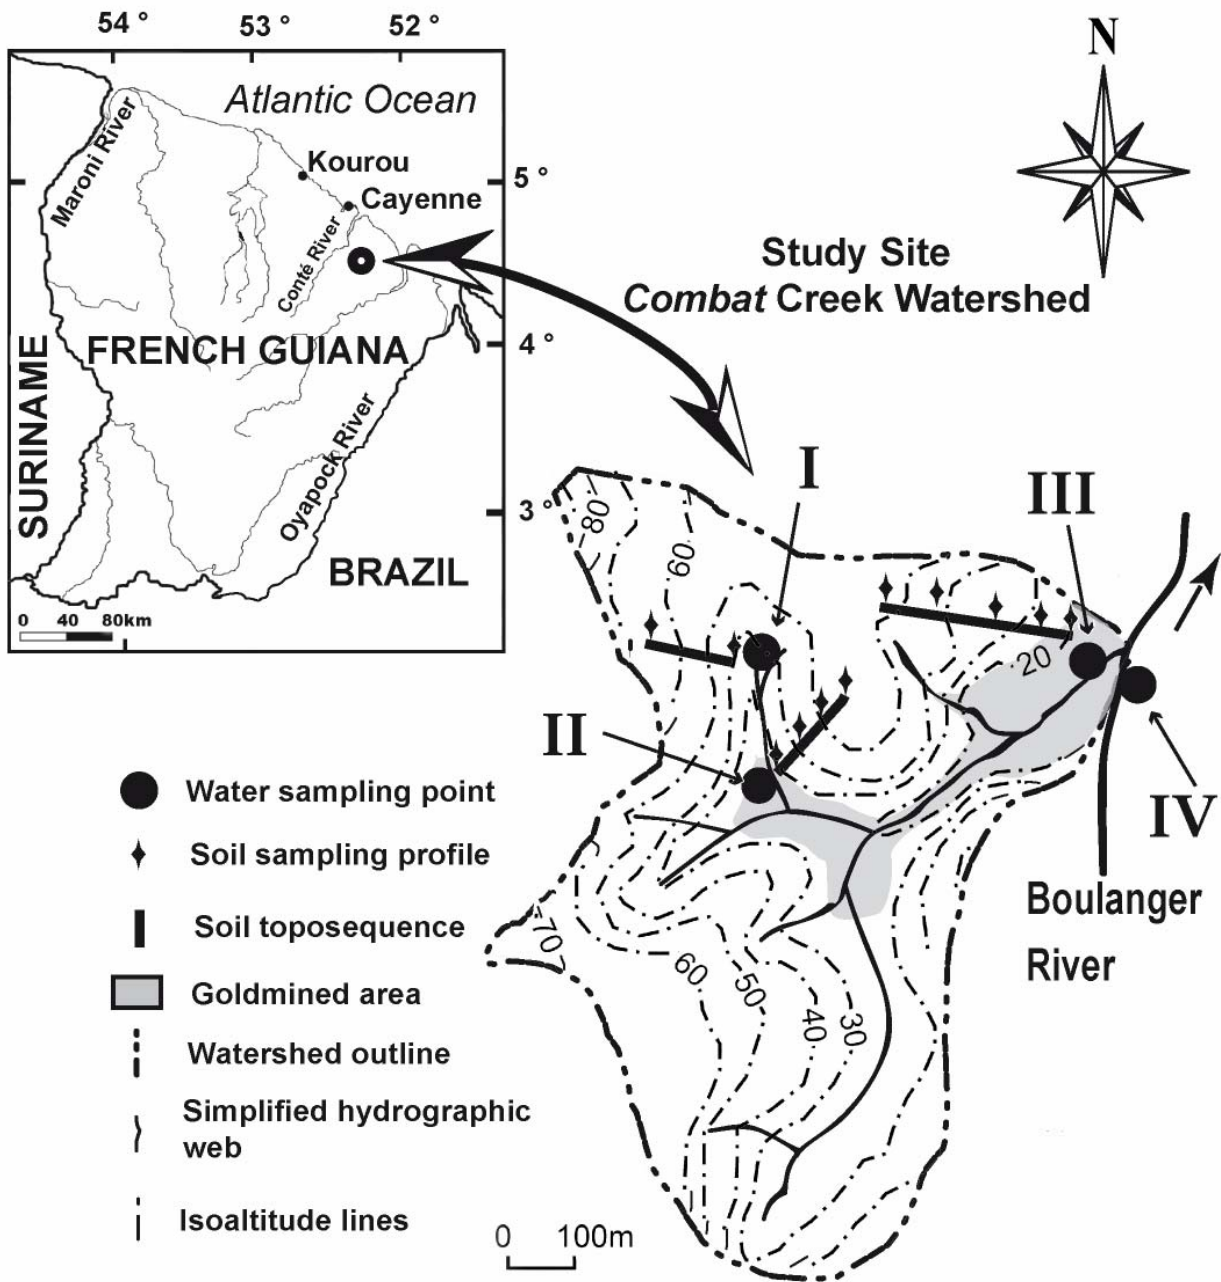 54 °
53 °
52 °
N
Atlantic Ocean
Maroni River
Kourou
5 °
Cayenne
Conté River
Study Site
Combat Creek Watershed
FRENCH GUIANA
4 °
SURINAME
Oyapock River
3 °
BRAZIL
0 40 80km
I
III
80
60
20
II
IV
Water sampling point
Soil sampling profile
Boulanger
River
Soil toposequence
70
60
50
40
30
Goldmined area
Watershed outline
Simplified hydrographic
web
Isoaltitude lines
0 100m